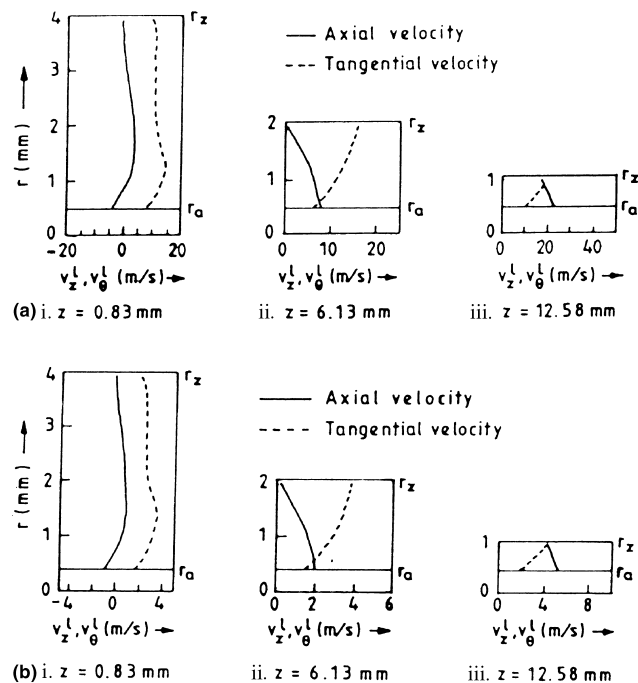 4 r_z
3
2
1
0
r_a
r (mm)
-20 0 20
v_z^l, v_θ^l (m/s)
(a) i. z = 0.83 mm
Axial velocity
Tangential velocity
2 r_z
1
0
r_a
0 10 20
v_z^l, v_θ^l (m/s)
ii. z = 6.13 mm
1 r_z
0
r_a
0 20 40
v_z^l, v_θ^l (m/s)
iii. z = 12.58 mm
4 r_z
3
2
1
0
r_a
r (mm)
-4 0 4
v_z^l, v_θ^l (m/s)
(b) i. z = 0.83 mm
Axial velocity
Tangential velocity
2 r_z
1
0
r_a
0 2 4 6
v_z^l, v_θ^l (m/s)
ii. z = 6.13 mm
1 r_z
0
r_a
0 4 8
v_z^l, v_θ^l (m/s)
iii. z = 12.58 mm